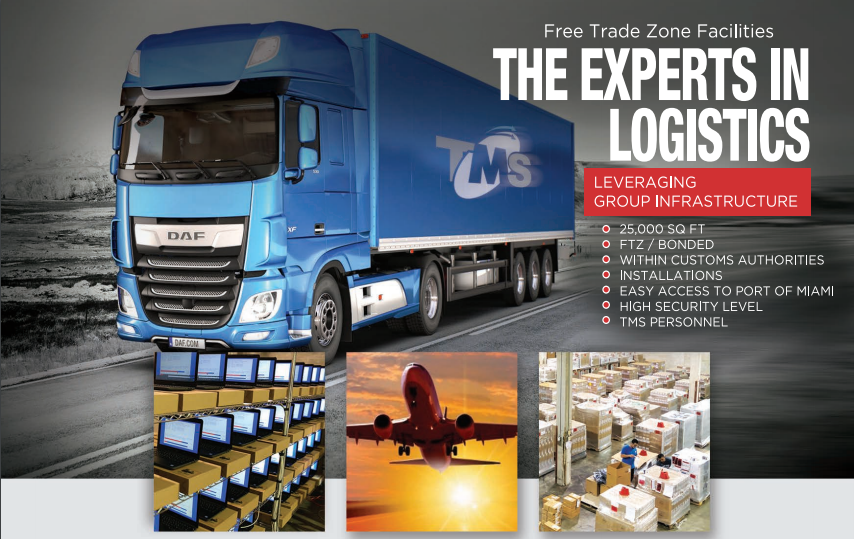 Free Trade Zone Facilities
THE EXPERTS IN
LOGISTICS
LEVERAGING
GROUP INFRASTRUCTURE
25,000 SQ FT
FTZ / BONDED
WITHIN CUSTOMS AUTHORITIES
INSTALLATIONS
EASY ACCESS TO PORT OF MIAMI
HIGH SECURITY LEVEL
TMS PERSONNEL
TMS
DAF
XF
DAF.COM